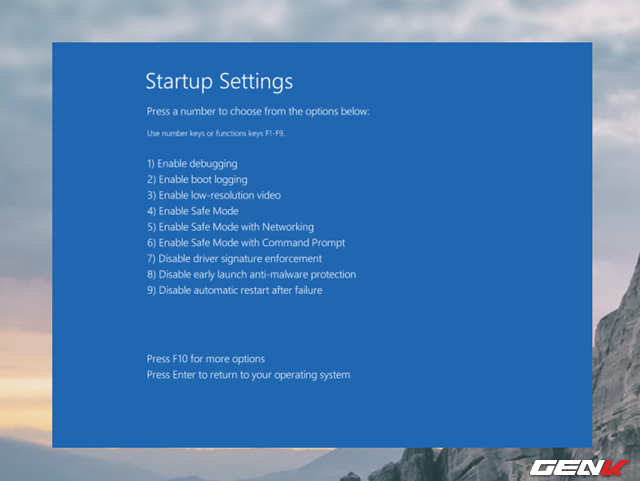 Startup Settings
Press a number to choose from the options below:
Use number keys or functions keys F1-F9.
1) Enable debugging
2) Enable boot logging
3) Enable low-resolution video
4) Enable Safe Mode
5) Enable Safe Mode with Networking
6) Enable Safe Mode with Command Prompt
7) Disable driver signature enforcement
8) Disable early launch anti-malware protection
9) Disable automatic restart after failure
Press F10 for more options
Press Enter to return to your operating system
GENK